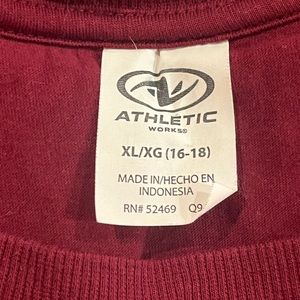 ATHLETIC
WORKS®
XL/XG (16-18)
MADE IN/HECHO EN
INDONESIA
RN# 52469 Q9